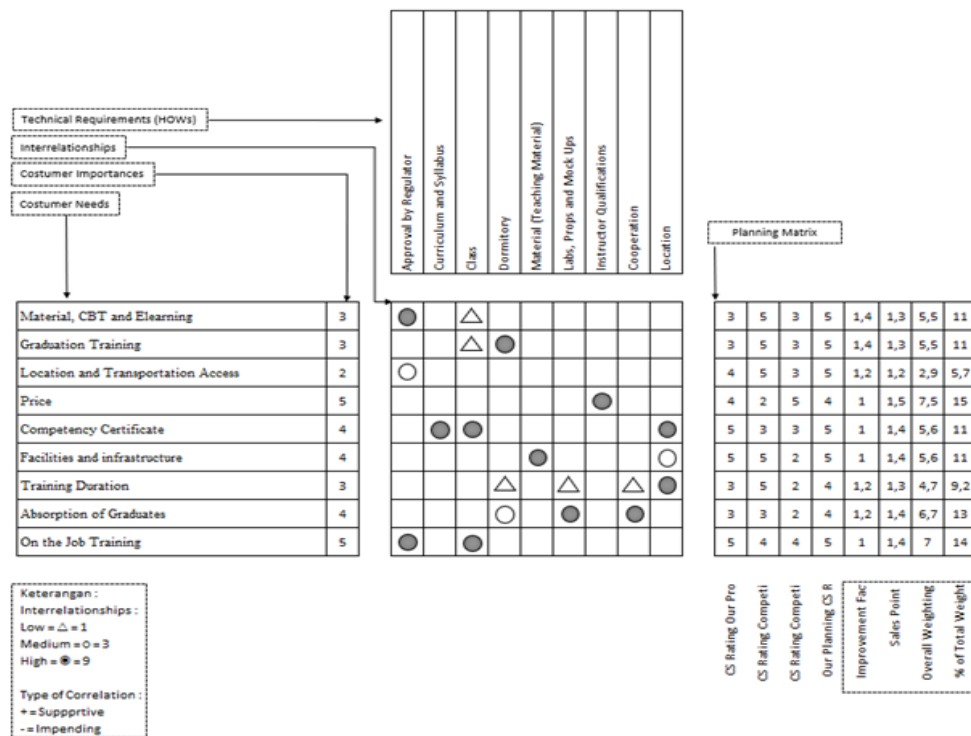 Technical Requirements (HOWs)
Interrelationships
Costumer Importances
Costumer Needs
Approval by Regulator
Curriculum and Syllabus
Class
Dormitory
Material (Teaching Material)
Labs, Props and Mock Ups
Instructor Qualifications
Cooperation
Location
Planning Matrix
Material, CBT and Elearning 3 3 5 3 5 1,4 1,3 5,5 11
Graduation Training 3 3 5 3 5 1,4 1,3 5,5 11
Location and Transportation Access 2 4 5 3 5 1,2 1,2 2,9 5,7
Price 5 4 2 5 4 1 1,5 7,5 15
Competency Certificate 4 5 3 3 5 1 1,4 5,6 11
Facilities and infrastructure 4 5 5 2 5 1 1,4 5,6 11
Training Duration 3 3 5 2 4 1,2 1,3 4,7 9,2
Absorption of Graduates 4 3 3 2 4 1,2 1,4 6,7 13
On the Job Training 5 5 4 4 5 1 1,4 7 14
CS Rating Our Pro
CS Rating Competi
CS Rating Competi
Our Planning CS R
Improvement Fac
Sales Point
Overall Weighting
% of Total Weight
Keterangan :
Interrelationships :
Low = △ = 1
Medium = ○ = 3
High = ◉ = 9
Type of Correlation :
+ = Suppprtive
- = Impending